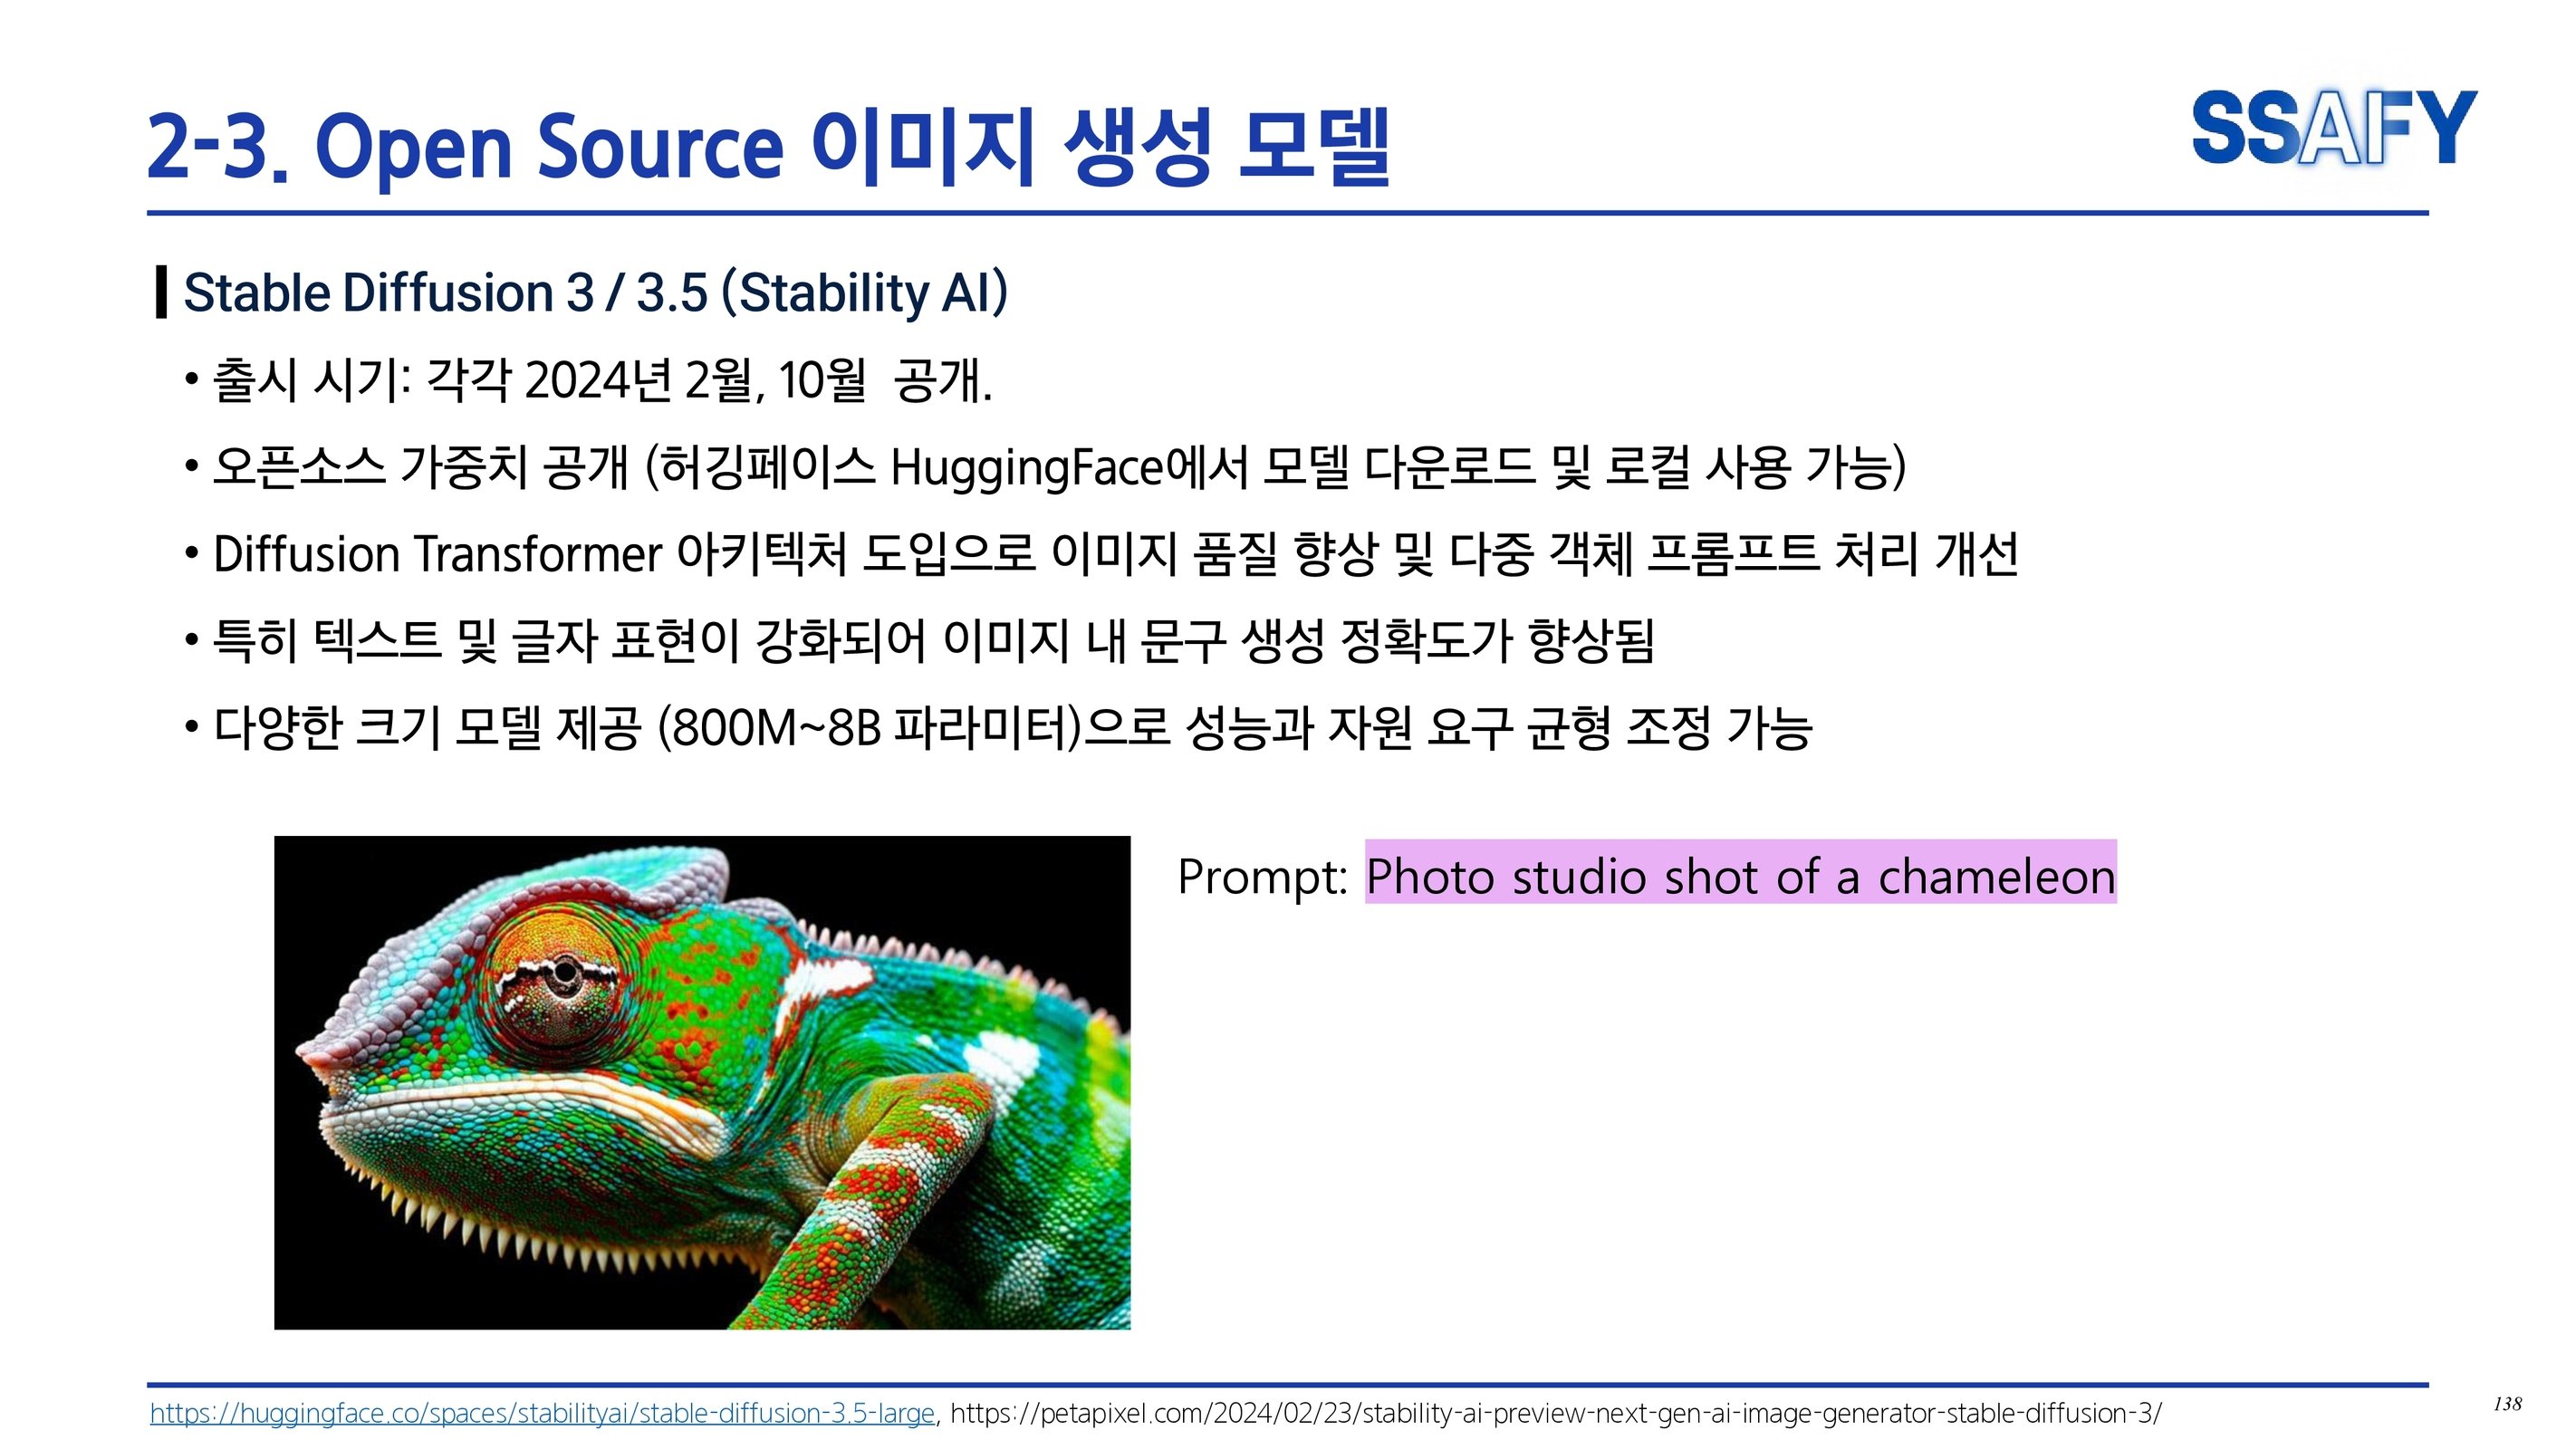 2-3. Open Source 이미지 생성 모델
SSAFY
Stable Diffusion 3 / 3.5 (Stability AI)
• 출시 시기: 각각 2024년 2월, 10월  공개.
• 오픈소스 가중치 공개 (허깅페이스 HuggingFace에서 모델 다운로드 및 로컬 사용 가능)
• Diffusion Transformer 아키텍처 도입으로 이미지 품질 향상 및 다중 객체 프롬프트 처리 개선
• 특히 텍스트 및 글자 표현이 강화되어 이미지 내 문구 생성 정확도가 향상됨
• 다양한 크기 모델 제공 (800M~8B 파라미터)으로 성능과 자원 요구 균형 조정 가능
Prompt: Photo studio shot of a chameleon
https://huggingface.co/spaces/stabilityai/stable-diffusion-3.5-large, https://petapixel.com/2024/02/23/stability-ai-preview-next-gen-ai-image-generator-stable-diffusion-3/
138